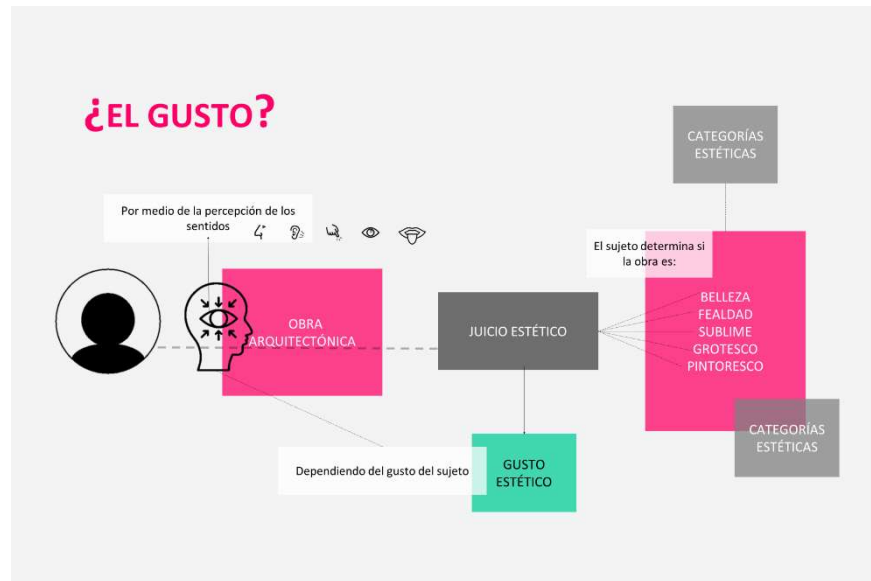 ¿EL GUSTO?
CATEGORÍAS
ESTÉTICAS
Por medio de la percepción de los
sentidos
El sujeto determina si
la obra es:
OBRA
ARQUITECTÓNICA
JUICIO ESTÉTICO
BELLEZA
FEALDAD
SUBLIME
GROTESCO
PINTORESCO
CATEGORÍAS
ESTÉTICAS
Dependiendo del gusto del sujeto
GUSTO
ESTÉTICO